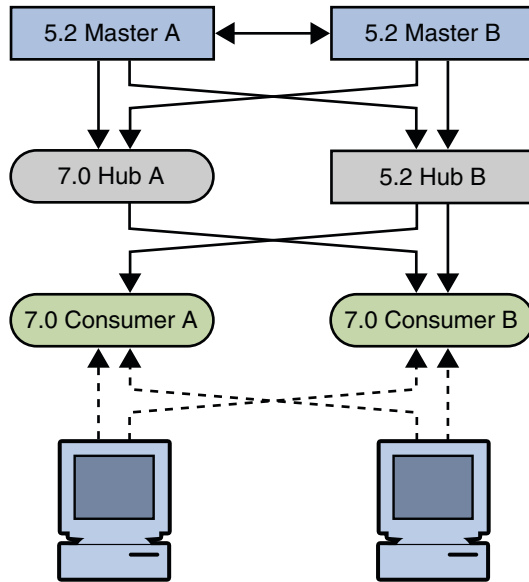 5.2 Master A
5.2 Master B
7.0 Hub A
5.2 Hub B
7.0 Consumer A
7.0 Consumer B